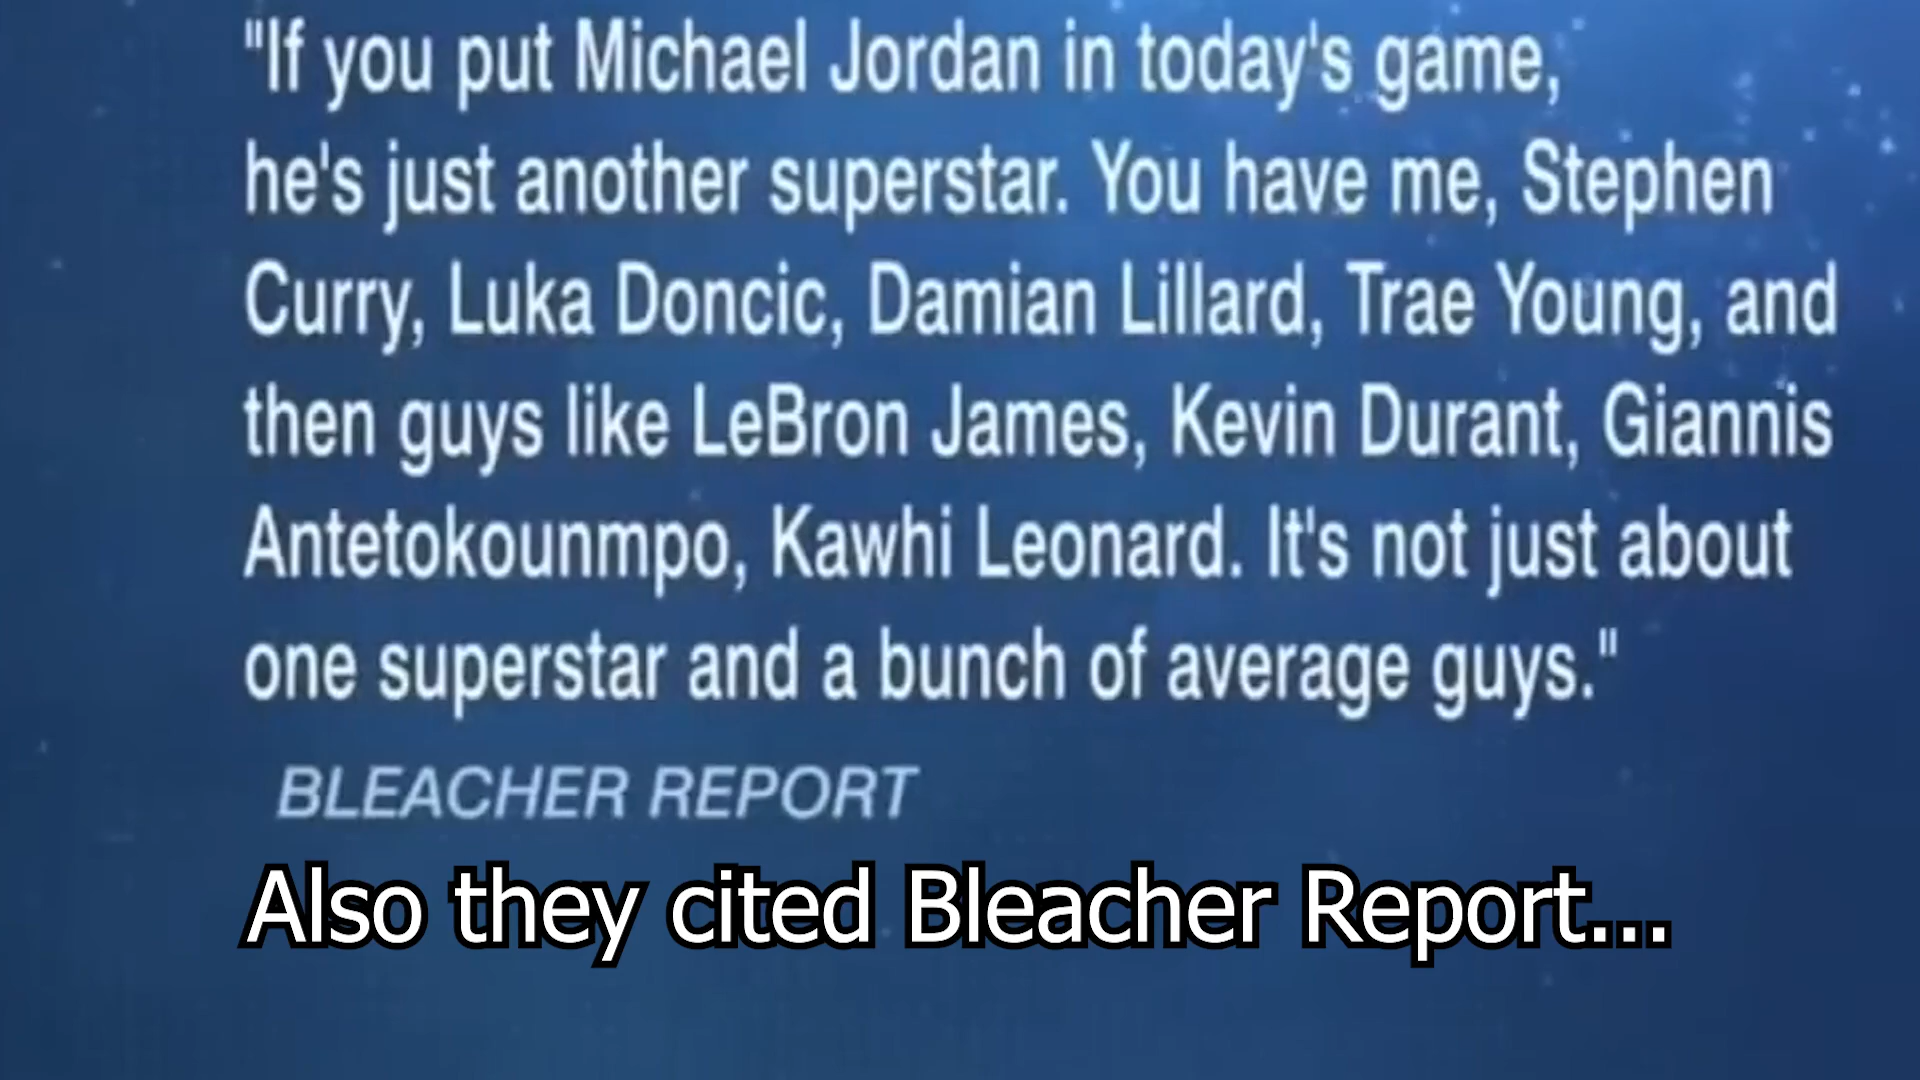 "If you put Michael Jordan in today's game,
he's just another superstar. You have me, Stephen
Curry, Luka Doncic, Damian Lillard, Trae Young, and
then guys like LeBron James, Kevin Durant, Giannis
Antetokounmpo, Kawhi Leonard. It's not just about
one superstar and a bunch of average guys."
BLEACHER REPORT
Also they cited Bleacher Report...